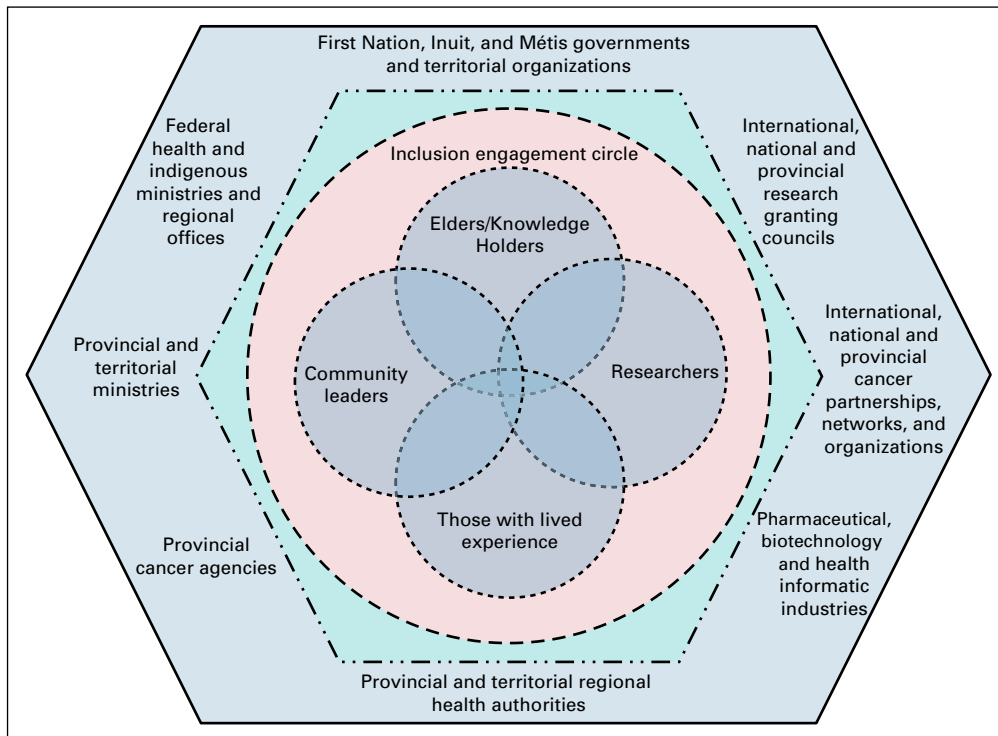 First Nation, Inuit, and Métis governments
and territorial organizations
Federal
health and
indigenous
ministries and
regional
offices
International,
national and
provincial
research
granting
councils
Inclusion engagement circle
Elders/Knowledge
Holders
Provincial and
territorial
ministries
Community
leaders
Researchers
International,
national and
provincial
cancer
partnerships,
networks, and
organizations
Those with lived
experience
Provincial
cancer agencies
Pharmaceutical,
biotechnology
and health
informatic
industries
Provincial and territorial regional
health authorities